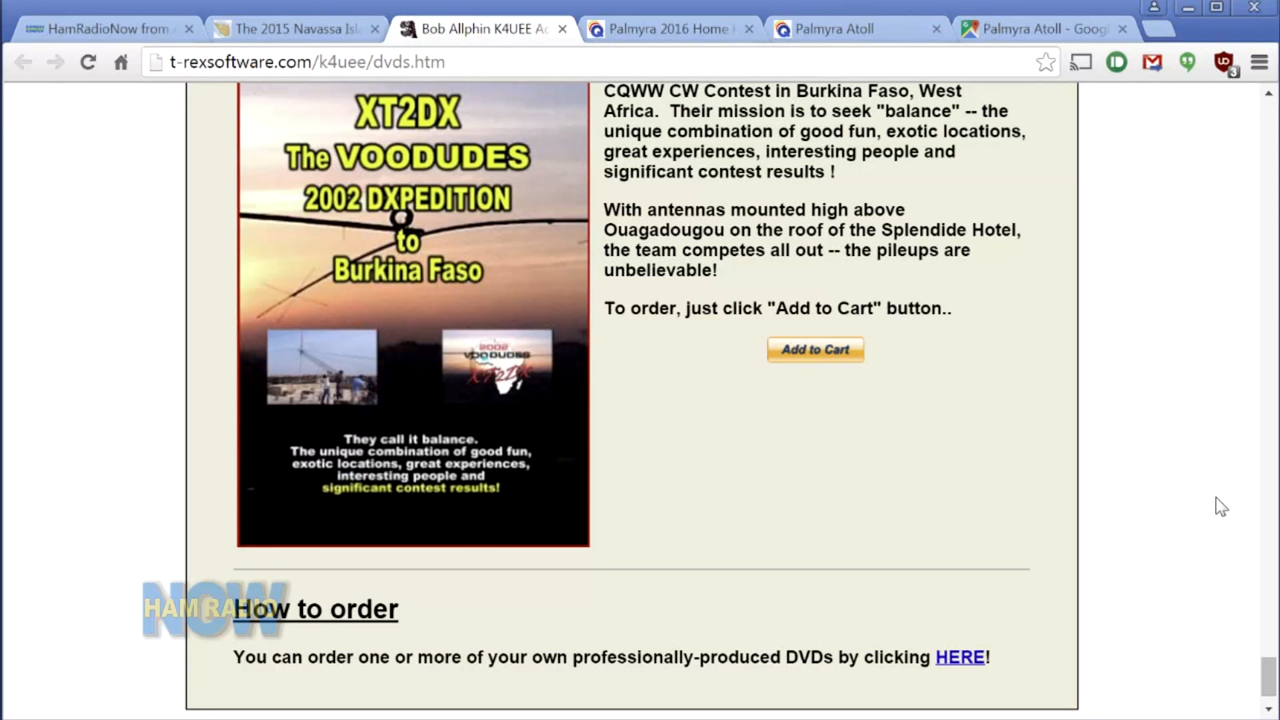 HamRadioNow from
The 2015 Navassa Isl
Bob Allphin K4UEE Ac
Palmyra 2016 Home
Palmyra Atoll
Palmyra Atoll - Goog
t-rexsoftware.com/k4uee/dvds.htm
3
XT2DX
The VOODUDES
2002 DXPEDITION
to
Burkina Faso
2002
VOODUDES
XT2DX
They call it balance.
The unique combination of good fun,
exotic locations, great experiences,
interesting people and
significant contest results!
CQWW CW Contest in Burkina Faso, West
Africa. Their mission is to seek "balance" -- the
unique combination of good fun, exotic locations,
great experiences, interesting people and
significant contest results !
With antennas mounted high above
Ouagadougou on the roof of the Splendide Hotel,
the team competes all out -- the pileups are
unbelievable!
To order, just click "Add to Cart" button..
Add to Cart
HAM RADIO
NOW
How to order
You can order one or more of your own professionally-produced DVDs by clicking HERE!